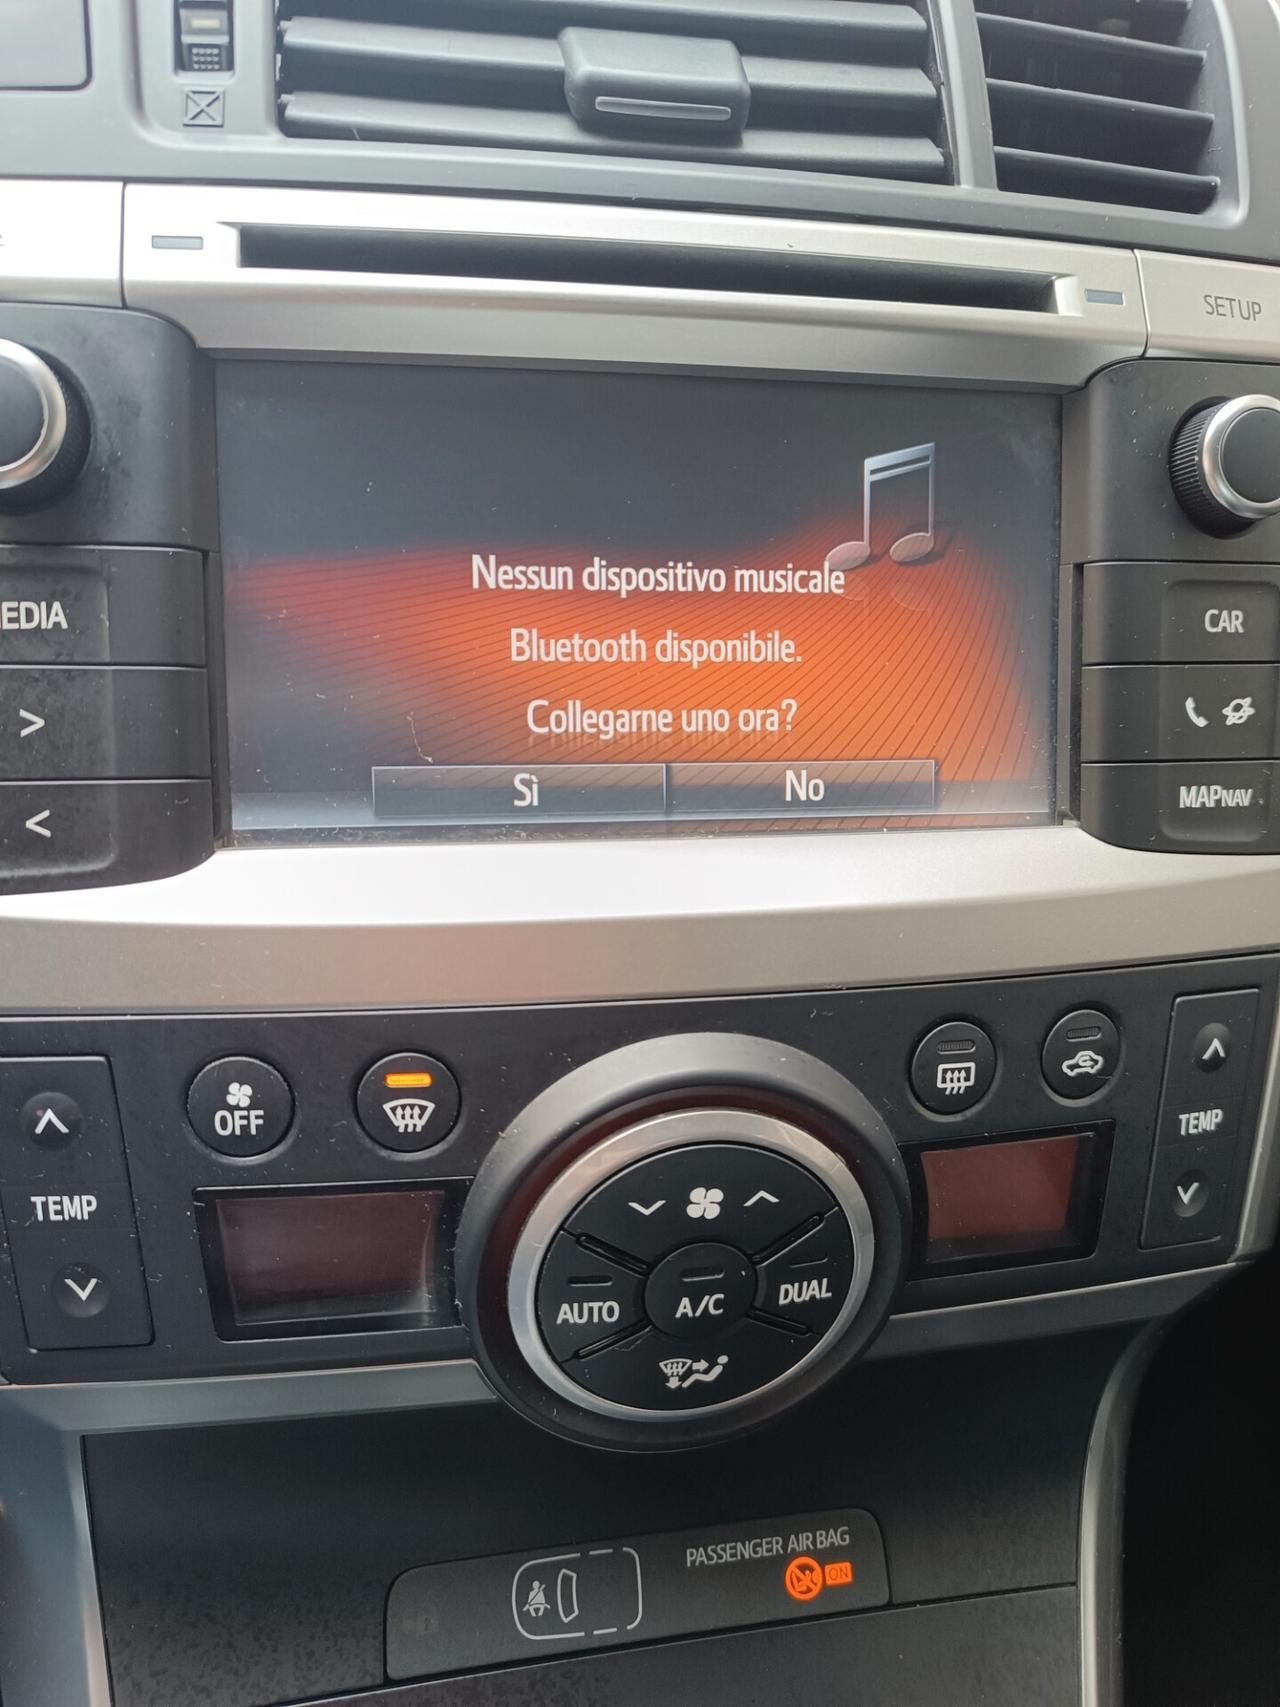 SETUP
Nessun dispositivo musicale
Bluetooth disponibile.
Collegarne uno ora?
Sì
No
EDIA
>
<
CAR
MAPNAV
OFF
TEMP
TEMP
AUTO
A/C
DUAL
PASSENGER AIR BAG
ON